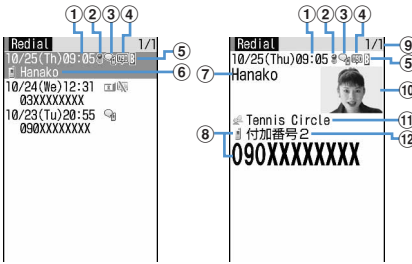 ① ② ③ ④
Redial 1/1
10/25(Thu)09:05 ⑤
Hanako ⑥
10/24(We)12:31
03XXXXXXXX
10/23(Tu)20:55
090XXXXXXXX
① ② ③ ④
Redial 1/1 ⑨
10/25(Thu)09:05 ⑤
⑦ Hanako
⑩
Tennis Circle ⑪
⑧ 付加番号2 ⑫
090XXXXXXXX